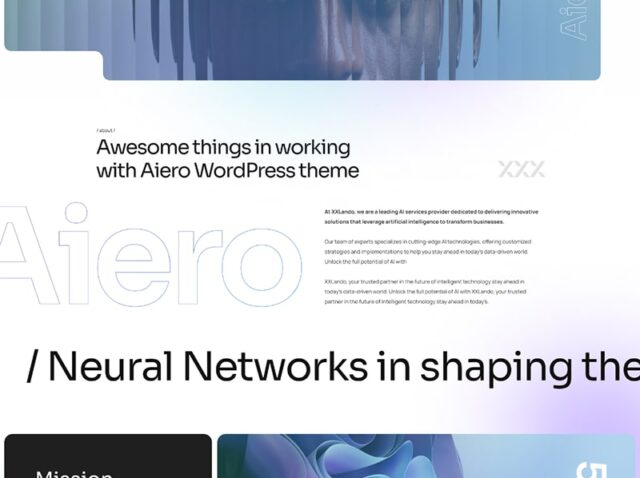 Aie
/ about /
Awesome things in working
with Aiero WordPress theme
XXX
Aiero
At XXLando, we are a leading AI services provider dedicated to delivering innovative
solutions that leverage artificial intelligence to transform businesses.
Our team of experts specializes in cutting-edge AI technologies, offering customized
strategies and implementations to help you stay ahead in today's data-driven world.
Unlock the full potential of AI with
XXLando, your trusted partner in the future of intelligent technology stay ahead in
today's data-driven world. Unlock the full potential of AI with XXLando, your trusted
partner in the future of intelligent technology stay ahead in today's.
/ Neural Networks in shaping the
Mission
5